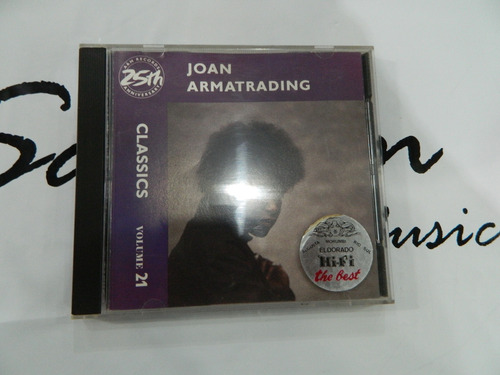 A&M RECORDS
25th
ANNIVERSARY
JOAN
ARMATRADING
CLASSICS
VOLUME 21
ELDORADO
Hi-Fi
the best
Music